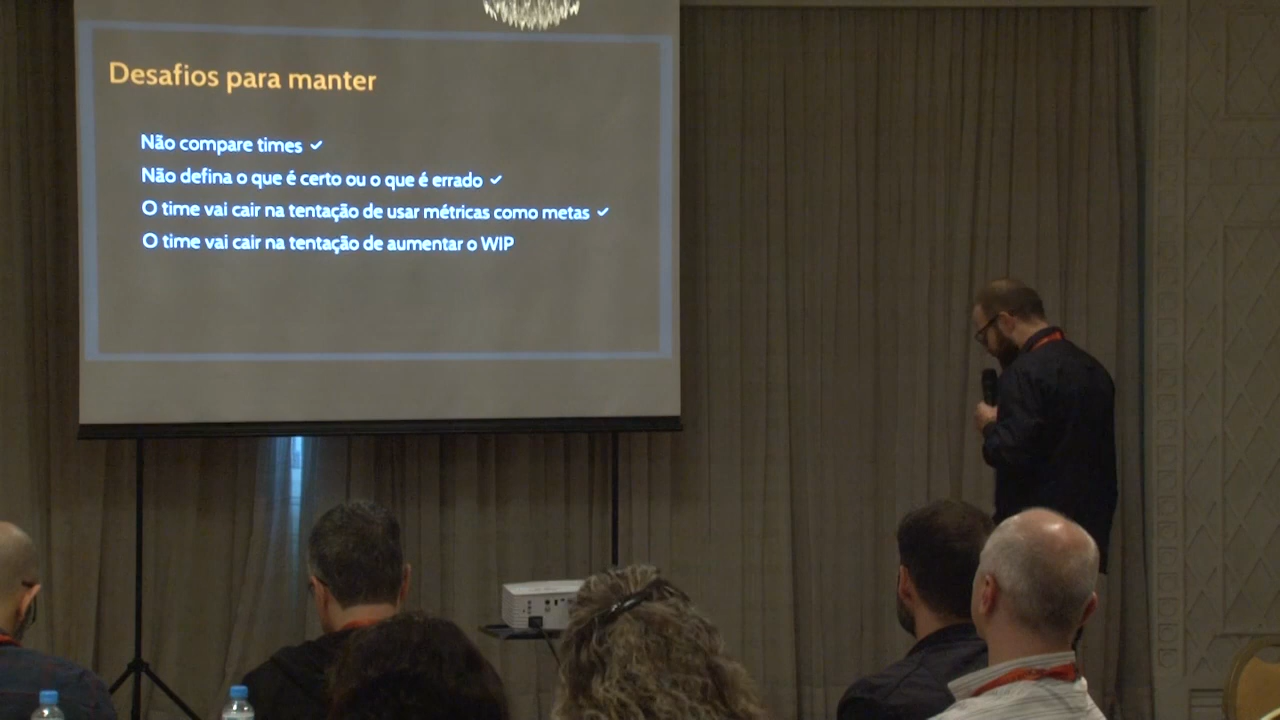 Desafios para manter
Não compare times ✓
Não defina o que é certo ou o que é errado ✓
O time vai cair na tentação de usar métricas como metas ✓
O time vai cair na tentação de aumentar o WIP